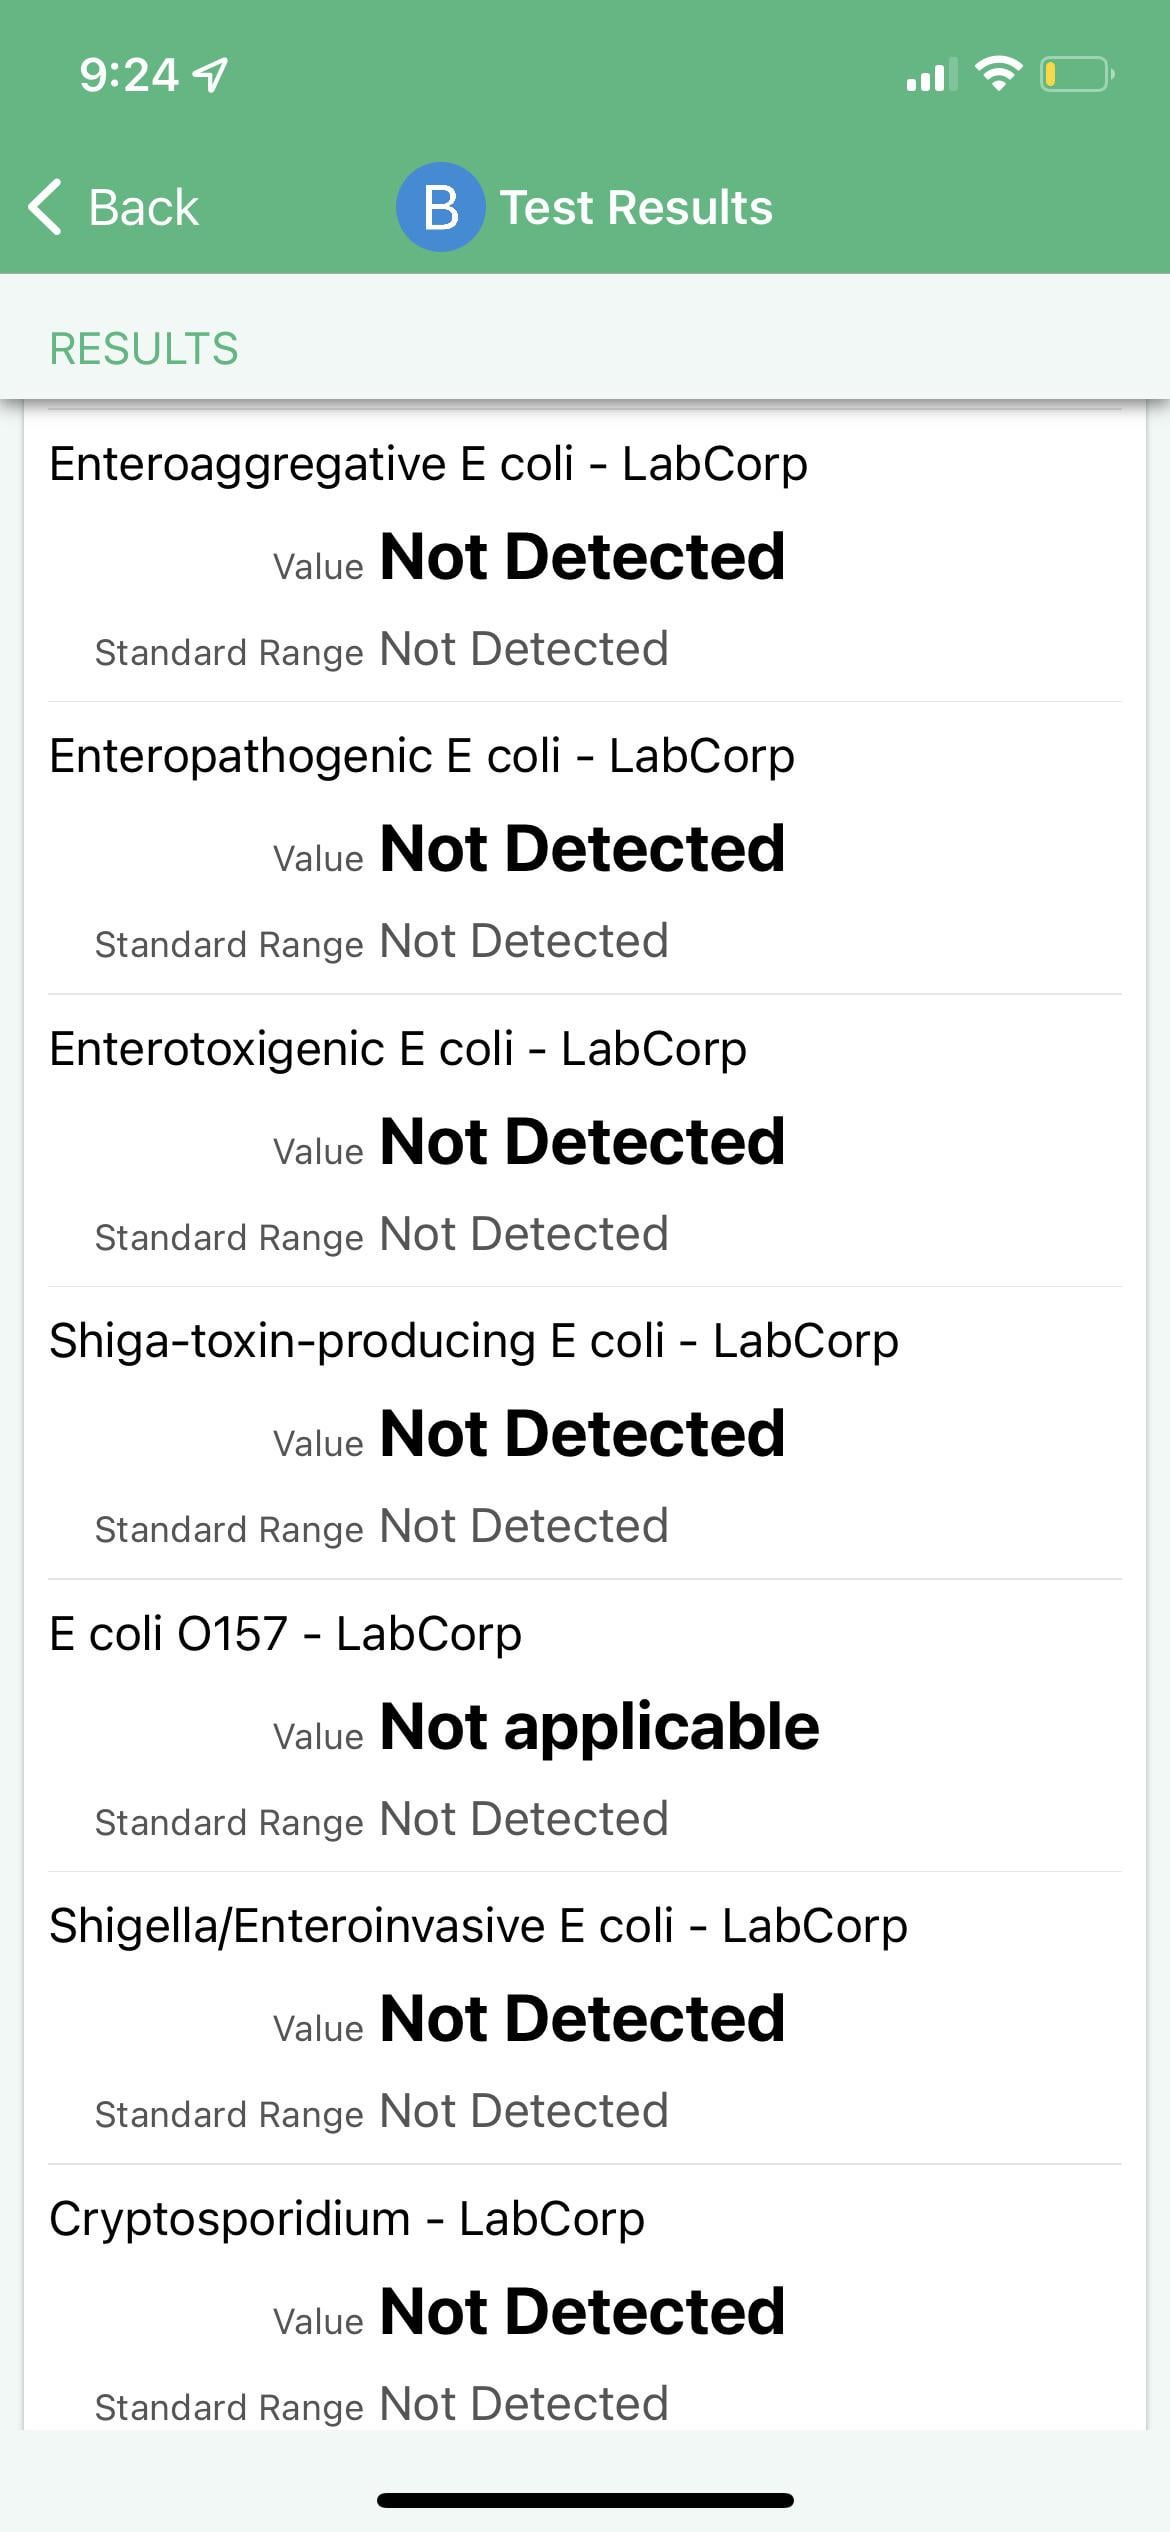 9:24
Back
B Test Results
RESULTS
Enteroaggregative E coli - LabCorp
Value Not Detected
Standard Range Not Detected
Enteropathogenic E coli - LabCorp
Value Not Detected
Standard Range Not Detected
Enterotoxigenic E coli - LabCorp
Value Not Detected
Standard Range Not Detected
Shiga-toxin-producing E coli - LabCorp
Value Not Detected
Standard Range Not Detected
E coli O157 - LabCorp
Value Not applicable
Standard Range Not Detected
Shigella/Enteroinvasive E coli - LabCorp
Value Not Detected
Standard Range Not Detected
Cryptosporidium - LabCorp
Value Not Detected
Standard Range Not Detected